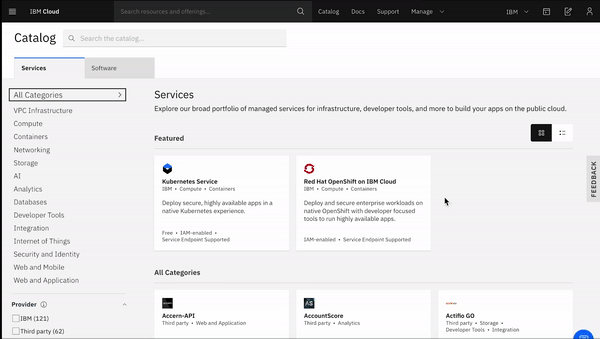 IBM Cloud
Search resources and offerings...
Catalog
Docs
Support
Manage
IBM
Catalog
Search the catalog...
Services
Software
All Categories
VPC Infrastructure
Compute
Containers
Networking
Storage
AI
Analytics
Databases
Developer Tools
Integration
Internet of Things
Security and Identity
Web and Mobile
Web and Application
Provider
IBM (121)
Third party (62)
Services
Explore our broad portfolio of managed services for infrastructure, developer tools, and more to build your apps on the public cloud.
Featured
Kubernetes Service
IBM • Compute • Containers
Deploy secure, highly available apps in a
native Kubernetes experience.
Free • IAM-enabled •
Service Endpoint Supported
Red Hat OpenShift on IBM Cloud
IBM • Compute • Containers
Deploy and secure enterprise workloads on
native OpenShift with developer focused
tools to run highly available apps.
IAM-enabled • Service Endpoint Supported
All Categories
Accern-API
Third party • Web and Application
AS
AccountScore
Third party • Analytics
Actifio GO
Third party • Storage •
Developer Tools • Integration
FEEDBACK